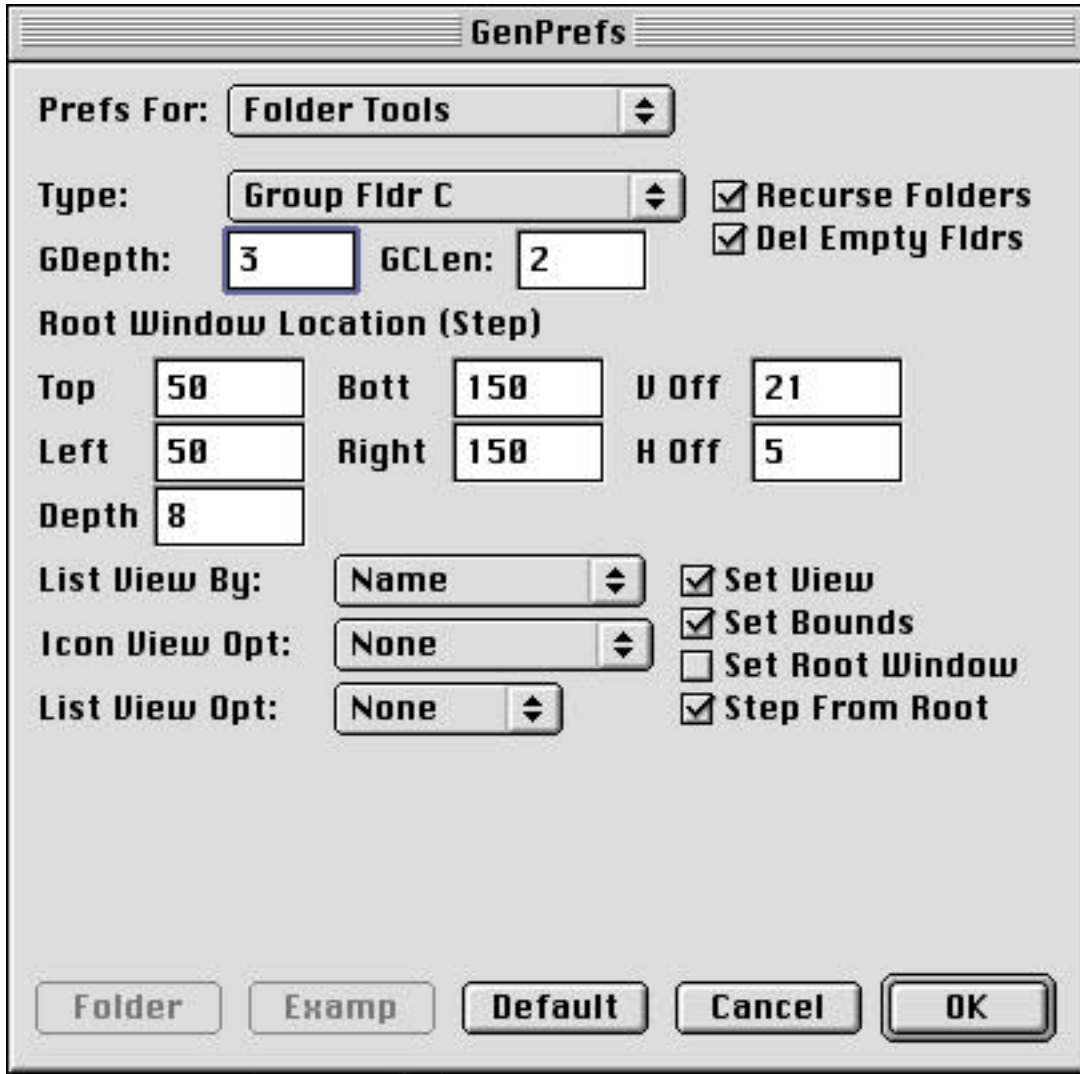 GenPrefs
Prefs For: Folder Tools
Type: Group Fldr C Recurse Folders
Del Empty Fldrs
GDepth: 3 GCLen: 2
Root Window Location (Step)
Top 50 Bott 150 V Off 21
Left 50 Right 150 H Off 5
Depth 8
List View By: Name Set View
Set Bounds
Icon View Opt: None
Set Root Window
List View Opt: None Step From Root
Folder Examp Default Cancel OK